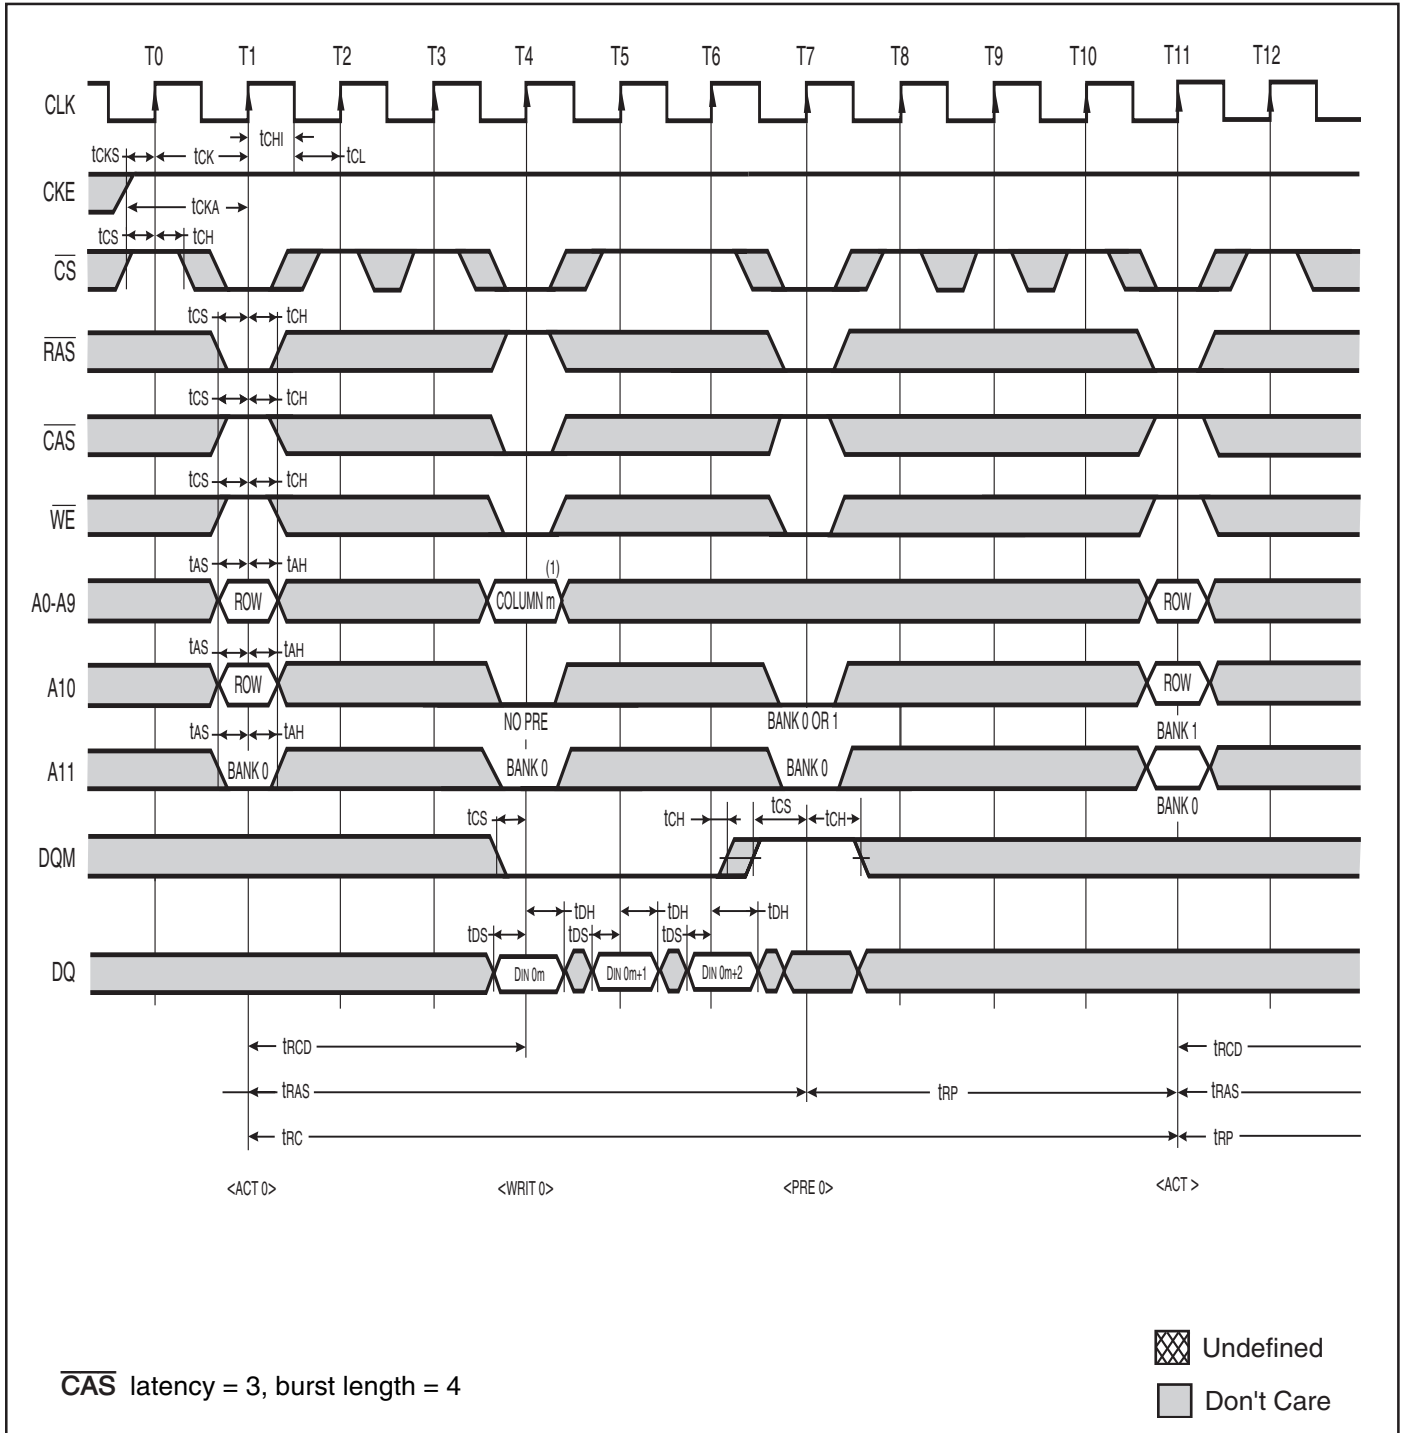 T0 T1 T2 T3 T4 T5 T6 T7 T8 T9 T10 T11 T12
CLK
tCHI
tCKS tCK tCL
CKE
tCKA
tCS tCH
CS
tCS tCH
RAS
tCS tCH
CAS
tCS tCH
WE
tAS tAH (1)
A0-A9 ROW COLUMN m ROW
tAS tAH
A10 ROW ROW
NO PRE BANK 0 OR 1
tAS tAH BANK 1
A11 BANK 0 BANK 0 BANK 0
BANK 0
tCS tCH tCS tCH
DQM
tDH tDH tDH
tDS tDS tDS
DQ DIN 0m DIN 0m+1 DIN 0m+2
tRCD tRCD
tRAS tRP tRAS
tRC tRP
<ACT 0> <WRIT 0> <PRE 0> <ACT >
Undefined
CAS latency = 3, burst length = 4
Don't Care